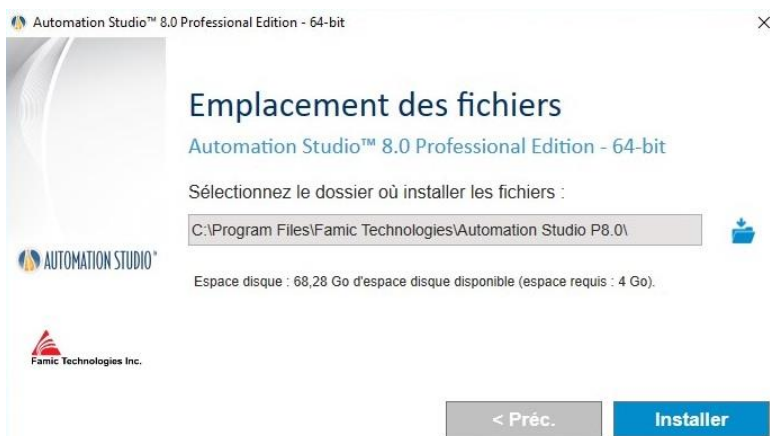 Automation Studio™ 8.0 Professional Edition - 64-bit
Emplacement des fichiers
Automation Studio™ 8.0 Professional Edition - 64-bit
Sélectionnez le dossier où installer les fichiers :
C:\Program Files\Famic Technologies\Automation Studio P8.0\
AUTOMATION STUDIO™
Espace disque : 68,28 Go d'espace disque disponible (espace requis : 4 Go).
Famic Technologies Inc.
< Préc.
Installer